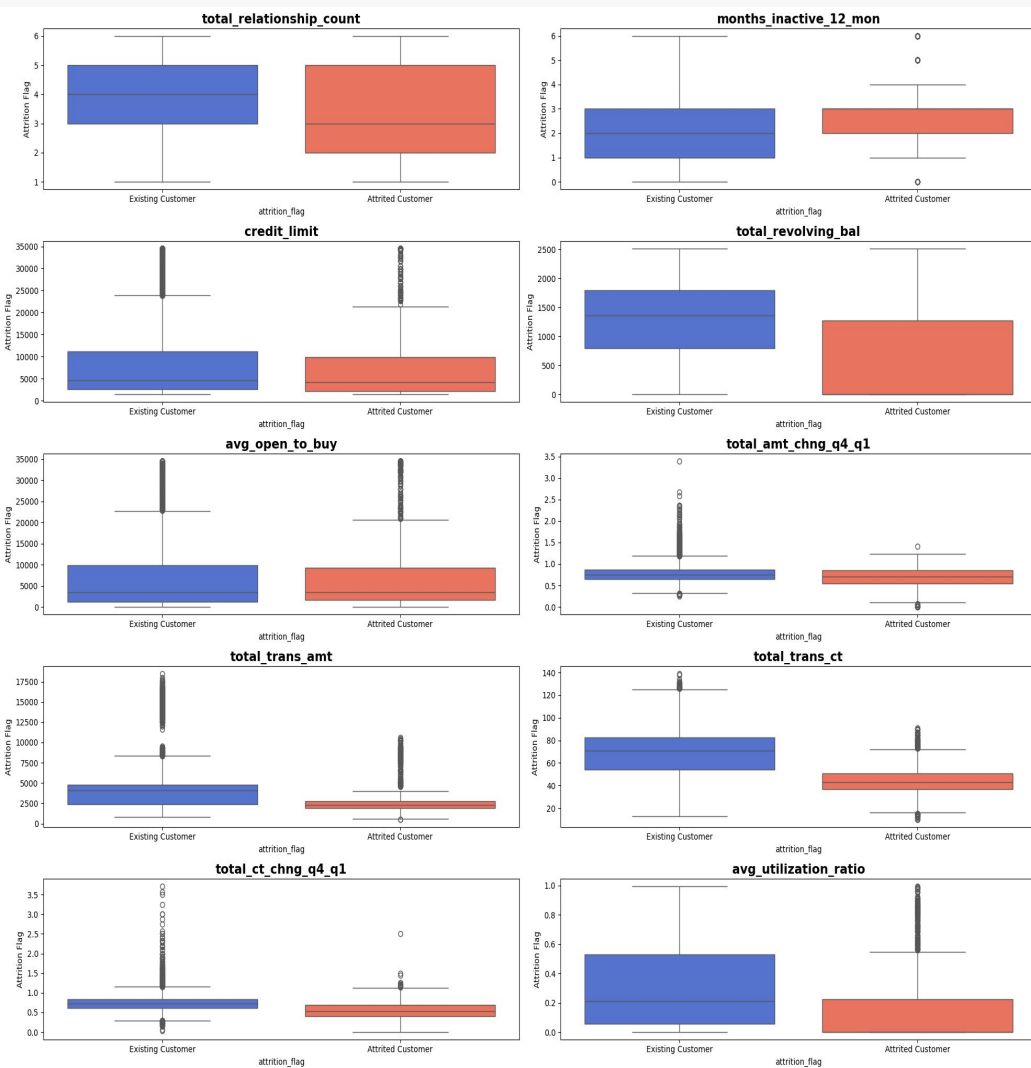 total_relationship_count
6
5
4
3
2
1
Attrition Flag
Existing Customer
Attrited Customer
attrition_flag
months_inactive_12_mon
6
5
4
3
2
1
0
Attrition Flag
Existing Customer
Attrited Customer
attrition_flag
credit_limit
35000
30000
25000
20000
15000
10000
5000
0
Attrition Flag
Existing Customer
Attrited Customer
attrition_flag
total_revolving_bal
2500
2000
1500
1000
500
0
Attrition Flag
Existing Customer
Attrited Customer
attrition_flag
avg_open_to_buy
35000
30000
25000
20000
15000
10000
5000
0
Attrition Flag
Existing Customer
Attrited Customer
attrition_flag
total_amt_chng_q4_q1
3.5
3.0
2.5
2.0
1.5
1.0
0.5
0.0
Attrition Flag
Existing Customer
Attrited Customer
attrition_flag
total_trans_amt
17500
15000
12500
10000
7500
5000
2500
0
Attrition Flag
Existing Customer
Attrited Customer
attrition_flag
total_trans_ct
140
120
100
80
60
40
20
Attrition Flag
Existing Customer
Attrited Customer
attrition_flag
total_ct_chng_q4_q1
3.5
3.0
2.5
2.0
1.5
1.0
0.5
0.0
Attrition Flag
Existing Customer
Attrited Customer
attrition_flag
avg_utilization_ratio
1.0
0.8
0.6
0.4
0.2
0.0
Attrition Flag
Existing Customer
Attrited Customer
attrition_flag